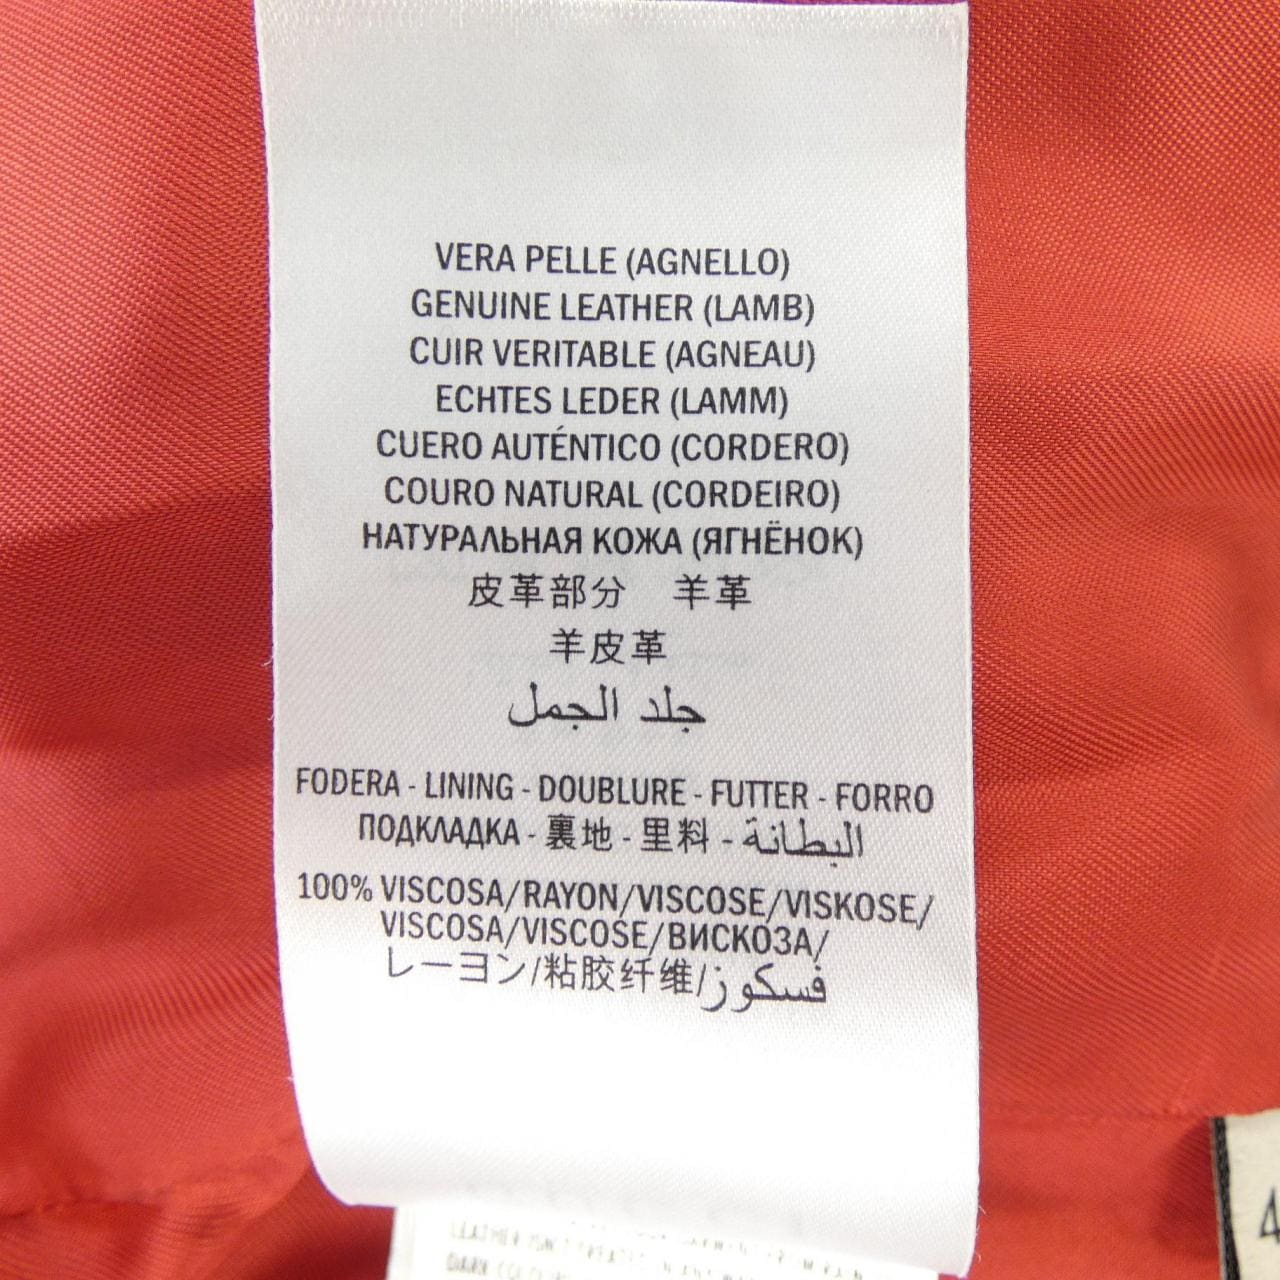 VERA PELLE (AGNELLO)
GENUINE LEATHER (LAMB)
CUIR VERITABLE (AGNEAU)
ECHTES LEDER (LAMM)
CUERO AUTÉNTICO (CORDERO)
COURO NATURAL (CORDEIRO)
НАТУРАЛЬНАЯ КОЖА (ЯГНЁНОК)
皮革部分 羊革
羊皮革
جلد الجمل
FODERA - LINING - DOUBLURE - FUTTER - FORRO
ПОДКЛАДКА - 裏地 - 里料 - البطانة
100% VISCOSA/RAYON/VISCOSE/VISKOSE/
VISCOSA/VISCOSE/ВИСКОЗА/
レーヨン/粘胶纤维/فسكوز
LEATHER
DARK
4